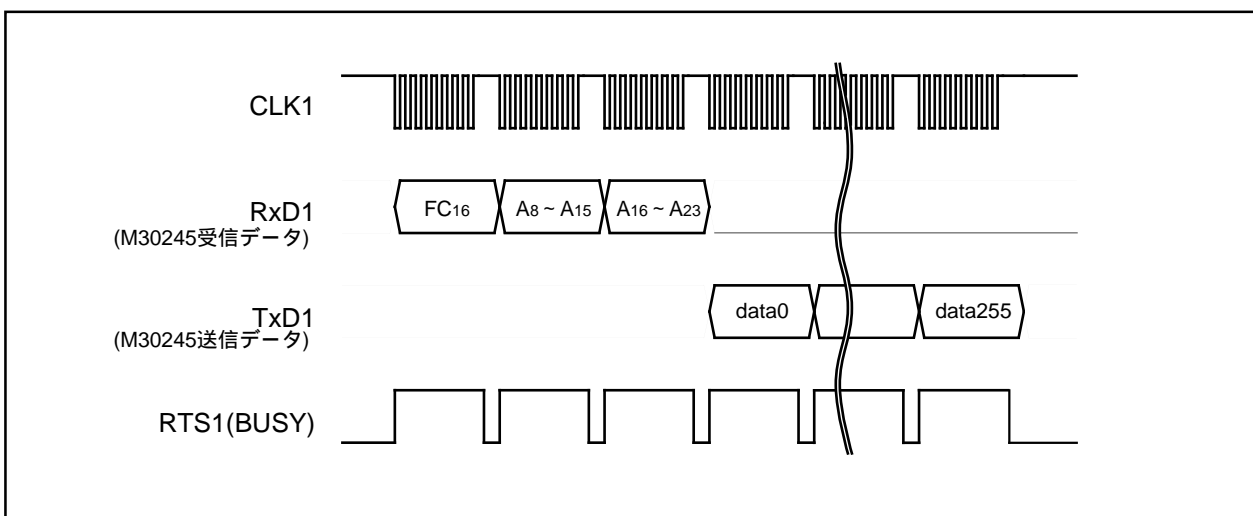 CLK1
RxD1
(M30245受信データ)
FC16
A8 ~ A15
A16 ~ A23
TxD1
(M30245送信データ)
data0
data255
RTS1(BUSY)